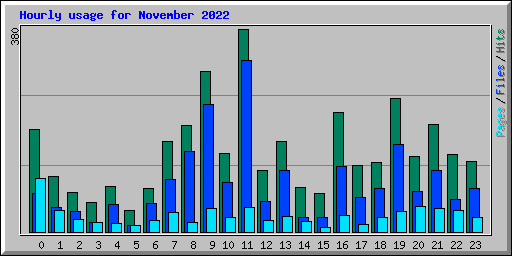 Hourly usage for November 2022
380
Pages / Files / Hits
0 1 2 3 4 5 6 7 8 9 10 11 12 13 14 15 16 17 18 19 20 21 22 23